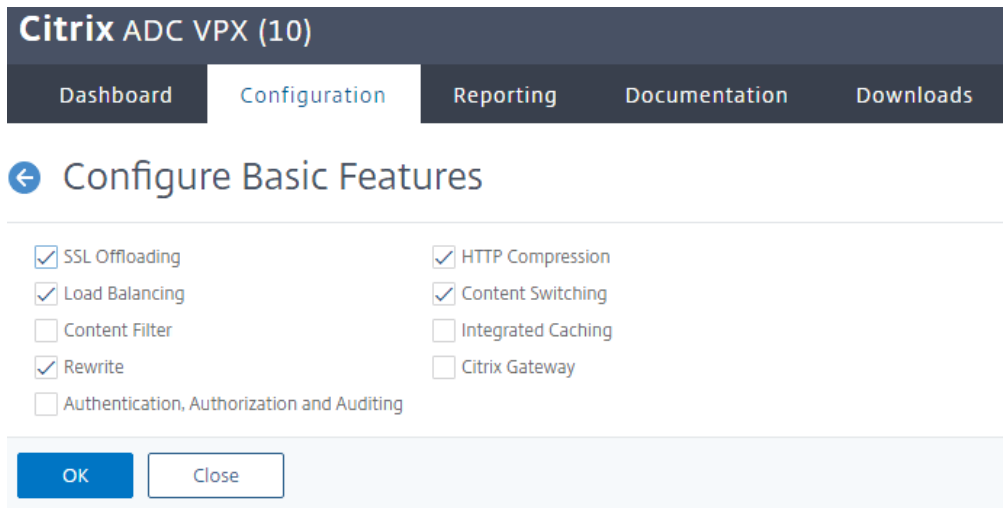 Citrix ADC VPX (10)
Dashboard Configuration Reporting Documentation Downloads
Configure Basic Features
SSL Offloading HTTP Compression
Load Balancing Content Switching
Content Filter Integrated Caching
Rewrite Citrix Gateway
Authentication, Authorization and Auditing
OK Close